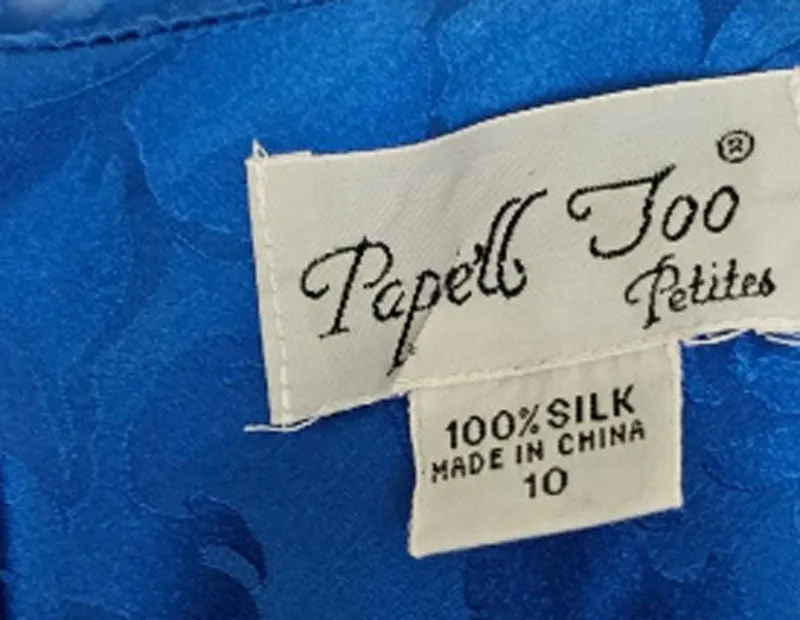 Papell Too ®
Petites
100% SILK
MADE IN CHINA
10